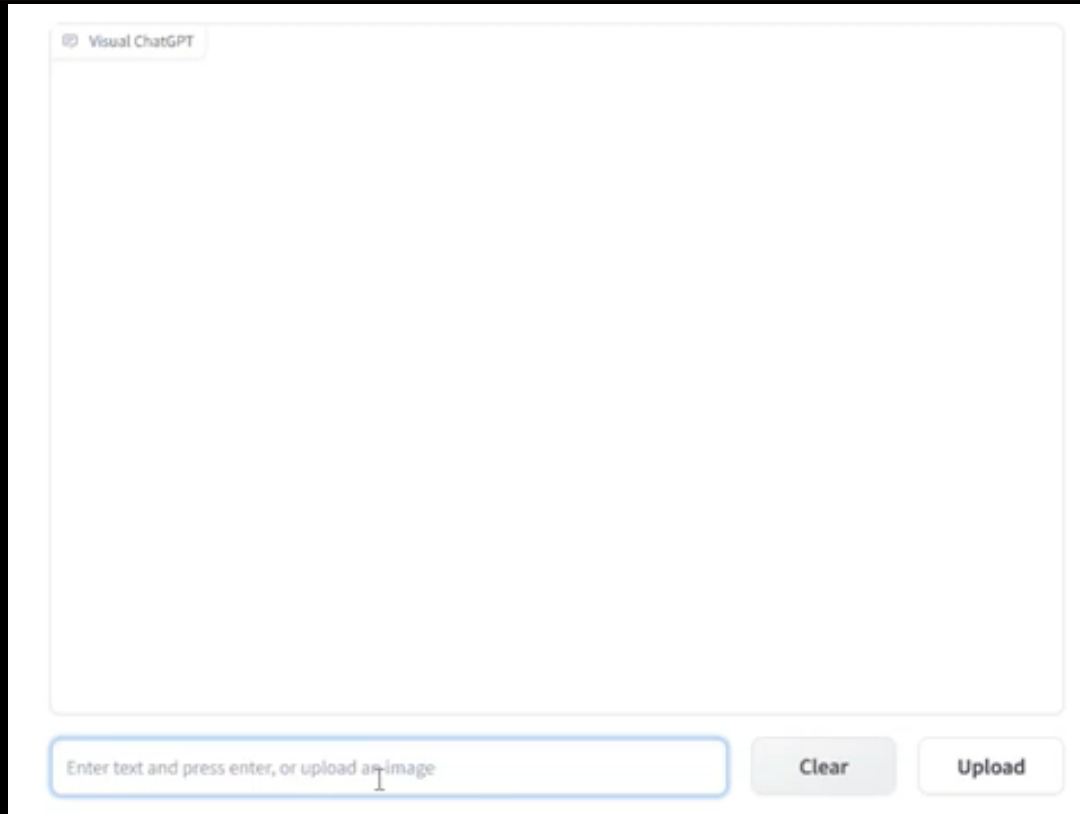 Visual ChatGPT
Enter text and press enter, or upload an image
Clear
Upload